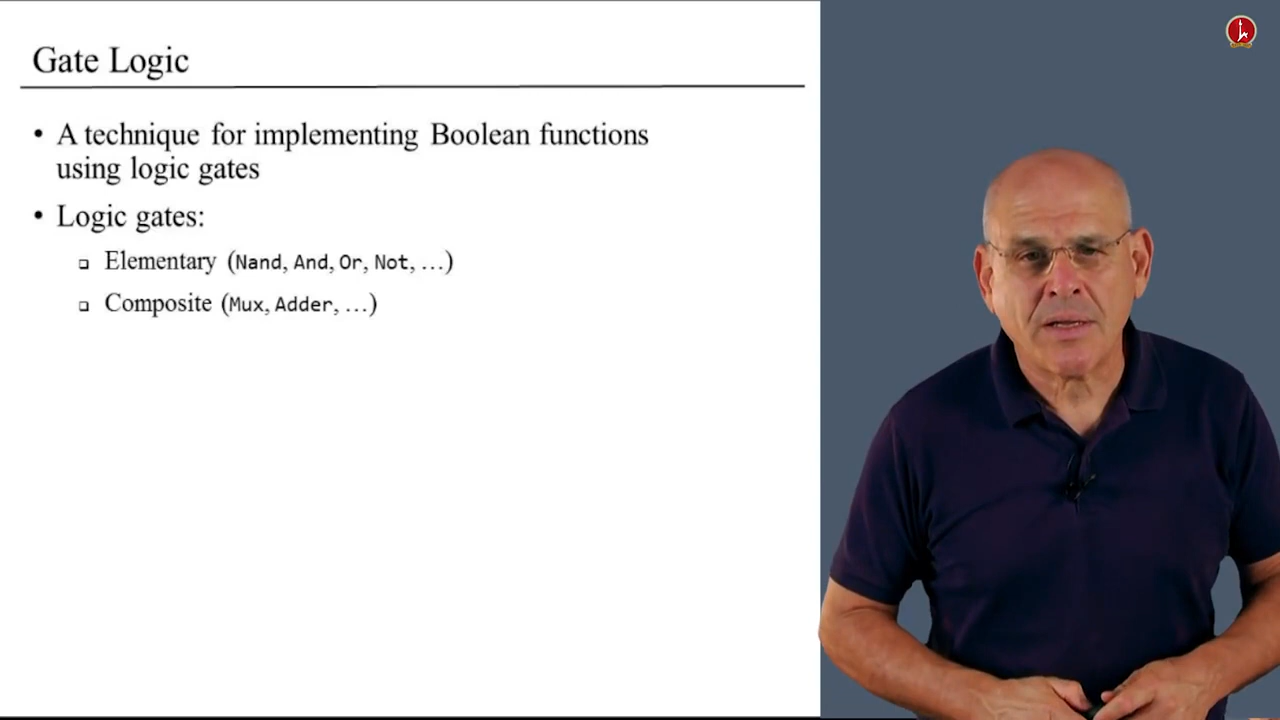 Gate Logic
• A technique for implementing Boolean functions
using logic gates
• Logic gates:
❑ Elementary (Nand, And, Or, Not, …)
❑ Composite (Mux, Adder, …)